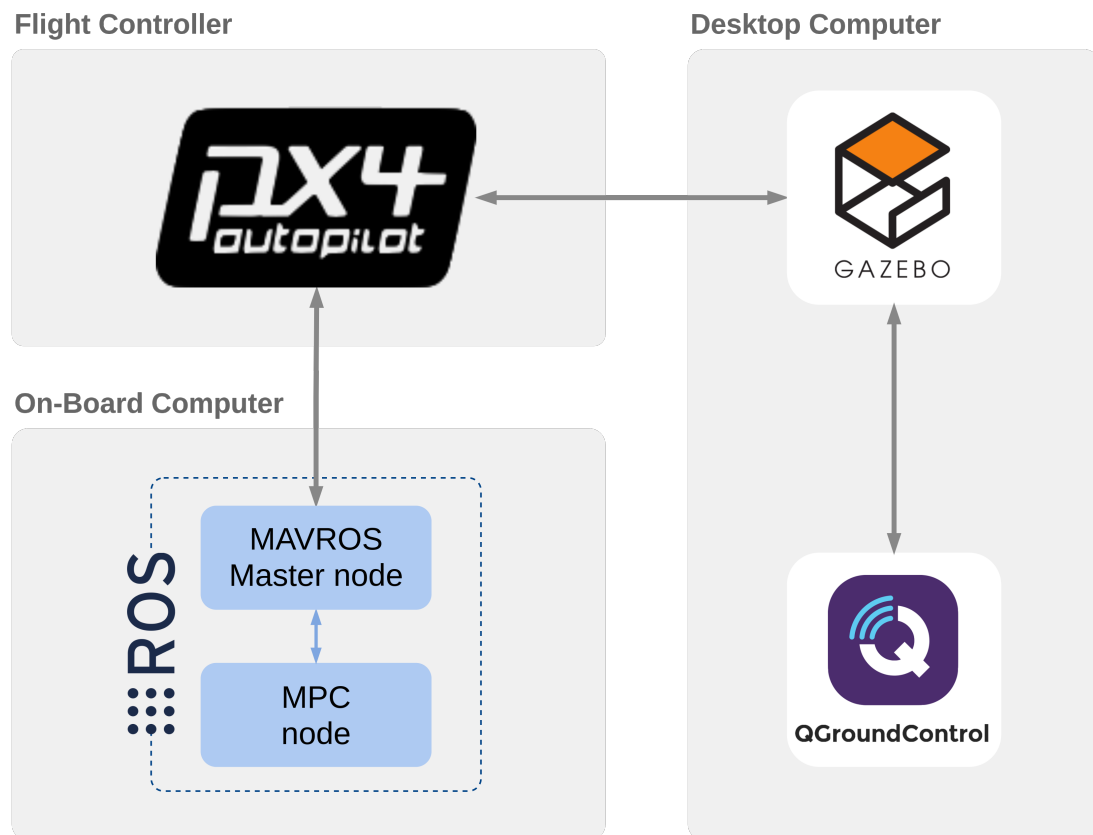 Flight Controller
px4
autopilot
Desktop Computer
GAZEBO
On-Board Computer
ROS
MAVROS
Master node
MPC
node
QGroundControl